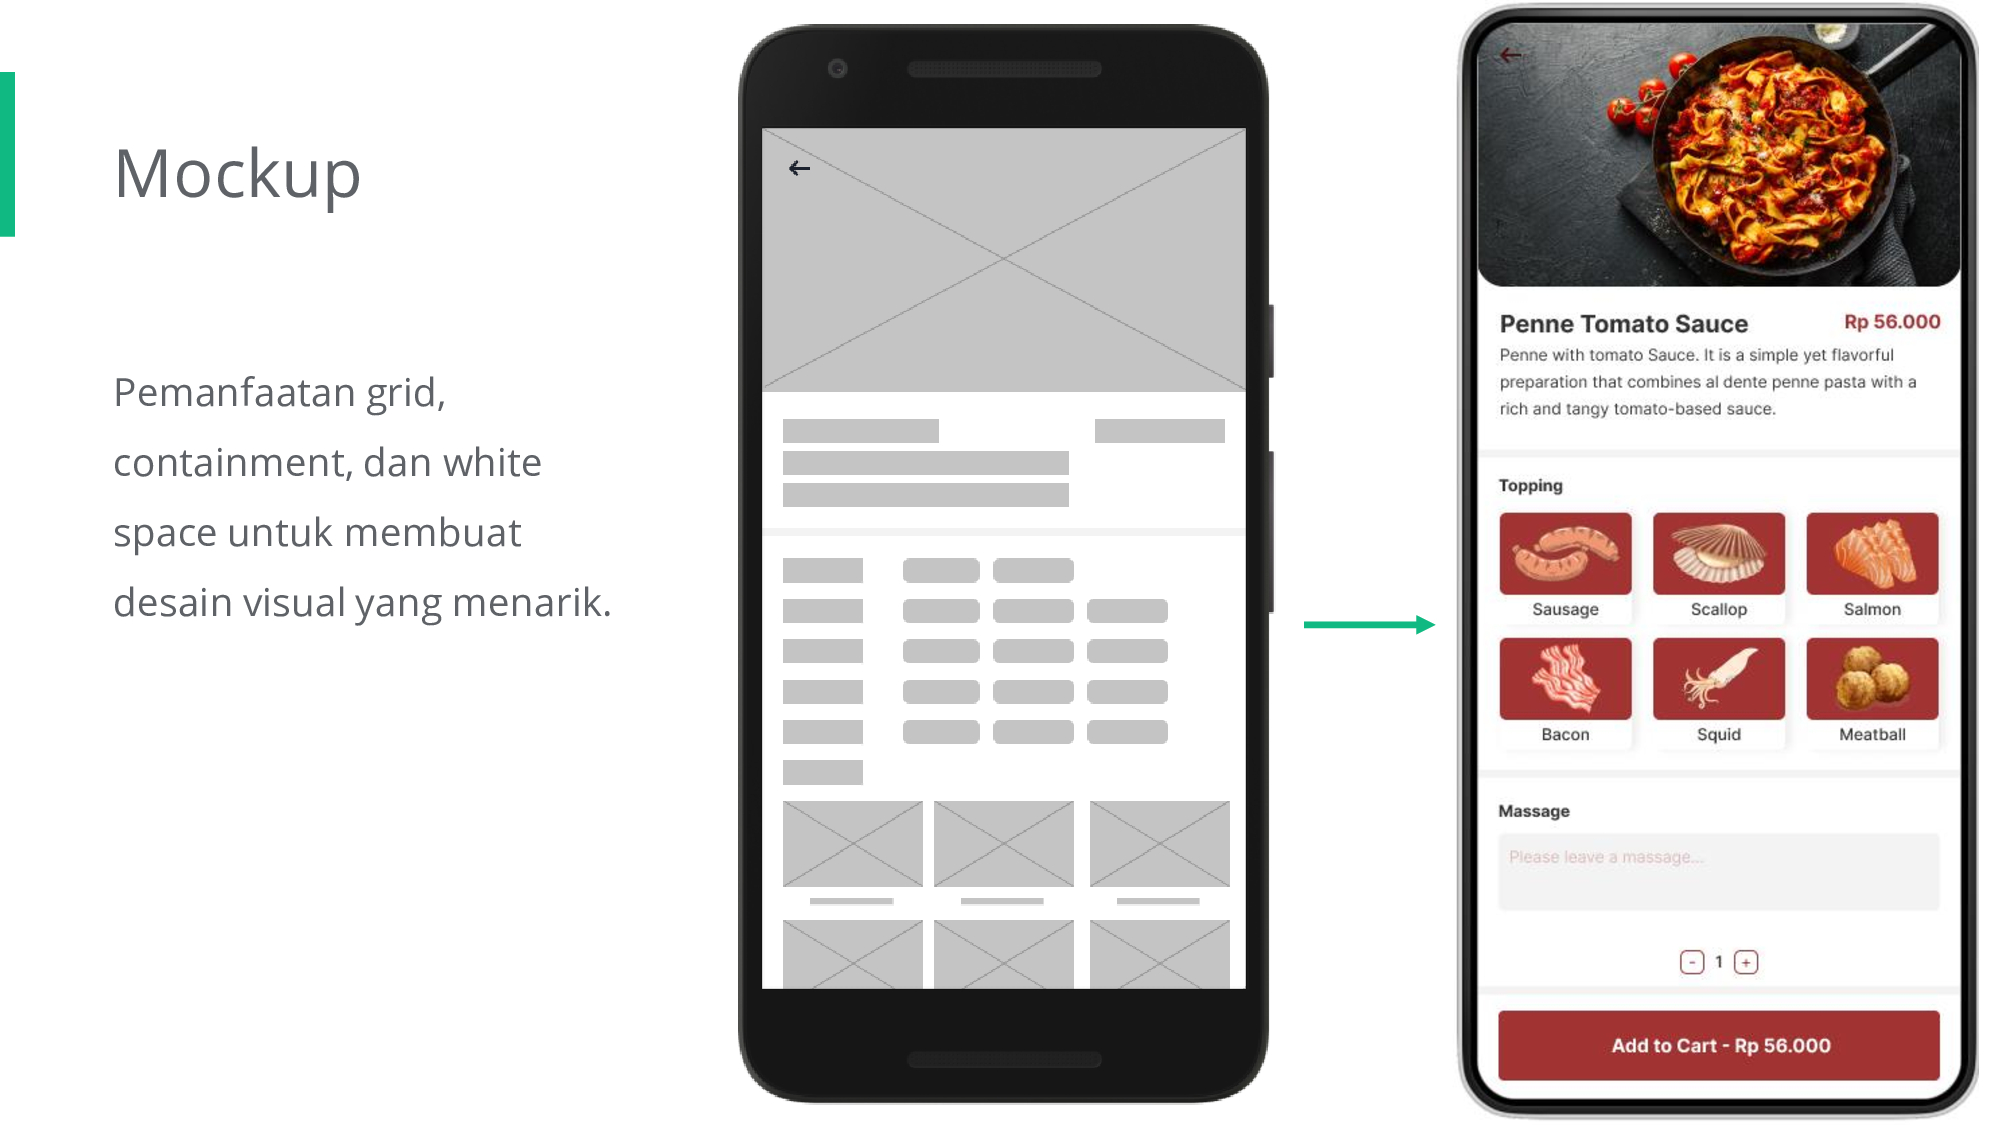 Mockup
Pemanfaatan grid,
containment, dan white
space untuk membuat
desain visual yang menarik.
Penne Tomato Sauce
Rp 56.000
Penne with tomato Sauce. It is a simple yet flavorful
preparation that combines al dente penne pasta with a
rich and tangy tomato-based sauce.
Topping
Sausage
Scallop
Salmon
Bacon
Squid
Meatball
Massage
Please leave a massage...
- 1 +
Add to Cart - Rp 56.000